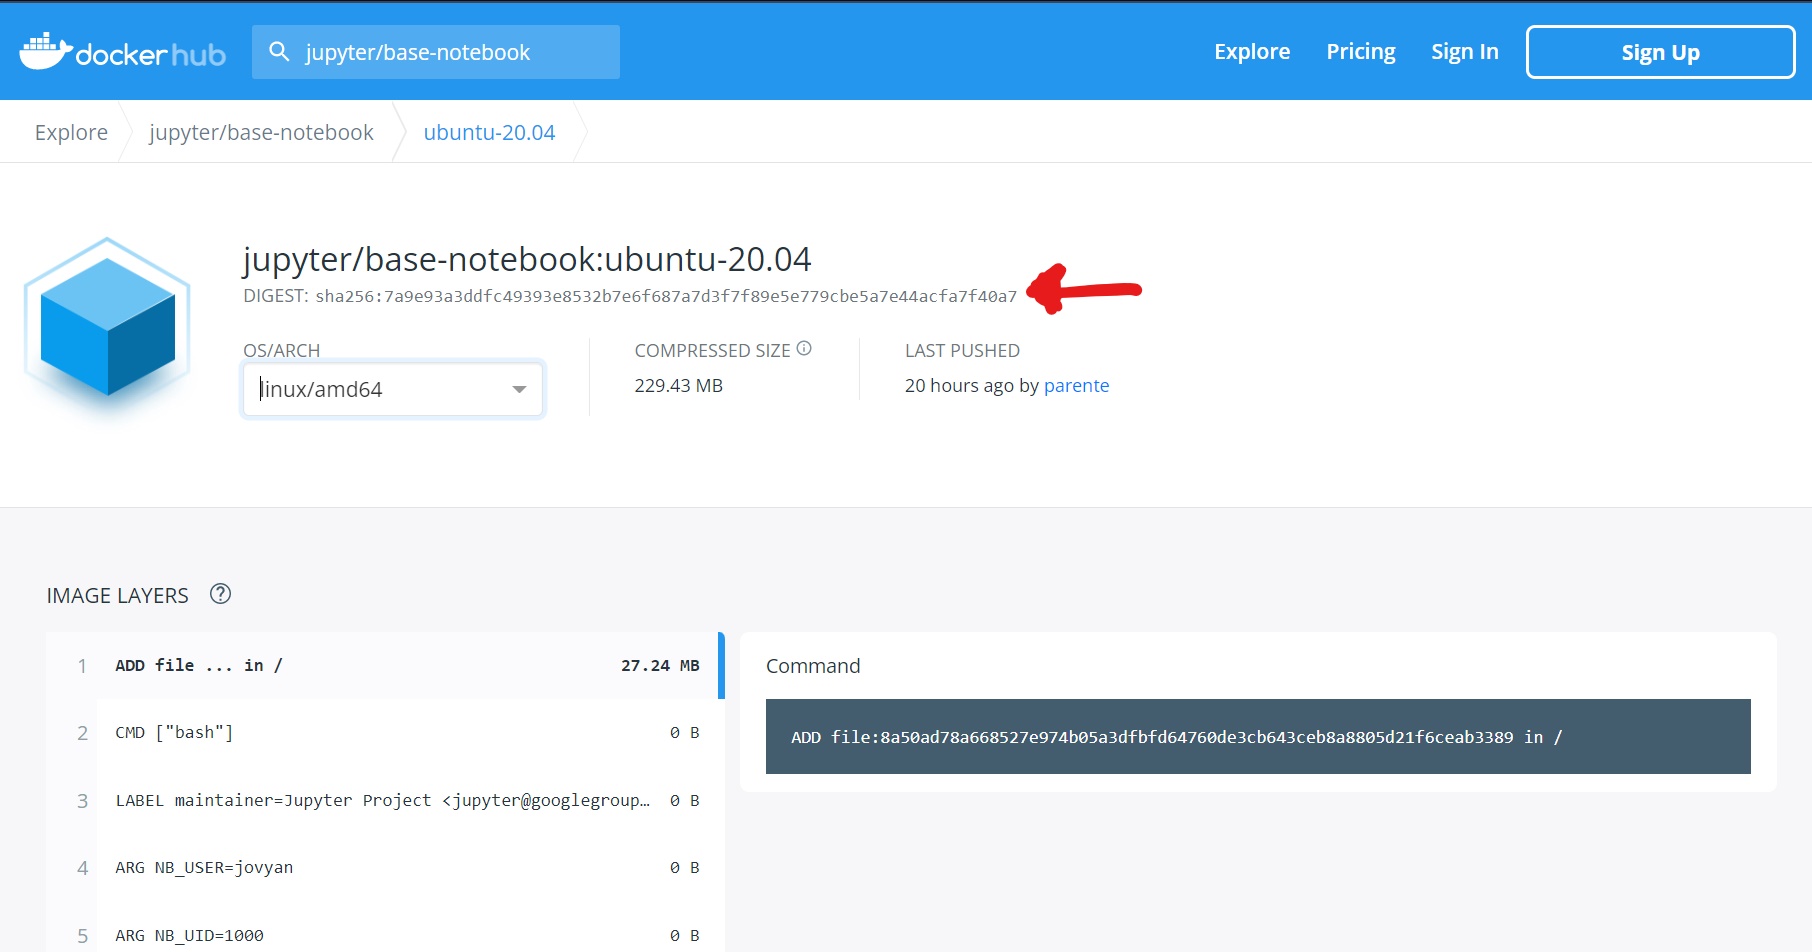 docker hub
jupyter/base-notebook
Explore
Pricing
Sign In
Sign Up
Explore
jupyter/base-notebook
ubuntu-20.04
jupyter/base-notebook:ubuntu-20.04
DIGEST: sha256:7a9e93a3ddfc49393e8532b7e6f687a7d3f7f89e5e779cbe5a7e44acfa7f40a7
OS/ARCH
linux/amd64
COMPRESSED SIZE
229.43 MB
LAST PUSHED
20 hours ago by parente
IMAGE LAYERS
1 ADD file ... in / 27.24 MB
2 CMD ["bash"] 0 B
3 LABEL maintainer=Jupyter Project <jupyter@googlegroup… 0 B
4 ARG NB_USER=jovyan 0 B
5 ARG NB_UID=1000 0 B
Command
ADD file:8a50ad78a668527e974b05a3dfbfd64760de3cb643ceb8a8805d21f6ceab3389 in /